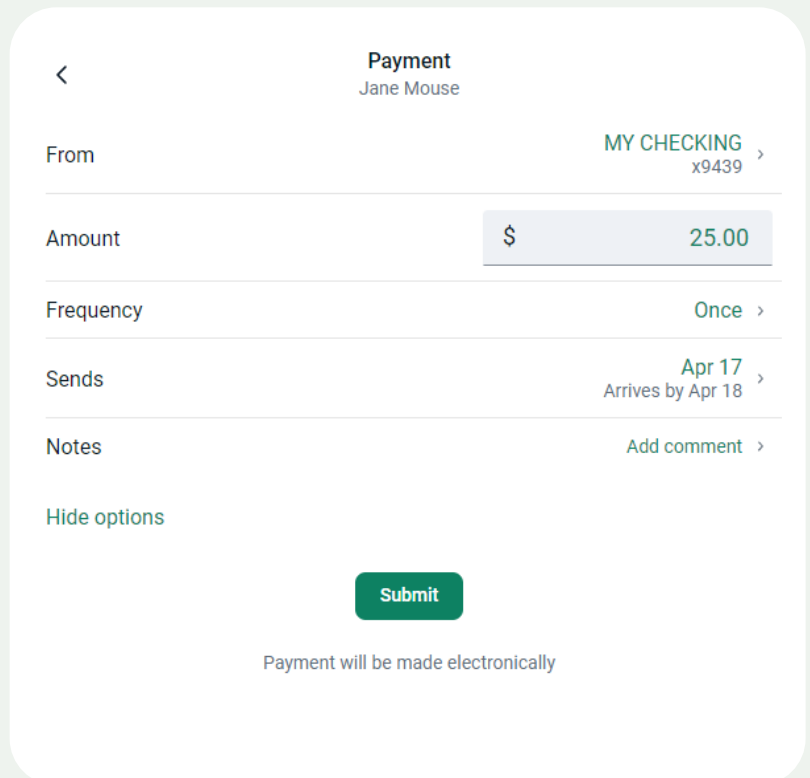 Payment
Jane Mouse
From
MY CHECKING
x9439
Amount
$ 25.00
Frequency
Once
Sends
Apr 17
Arrives by Apr 18
Notes
Add comment
Hide options
Submit
Payment will be made electronically